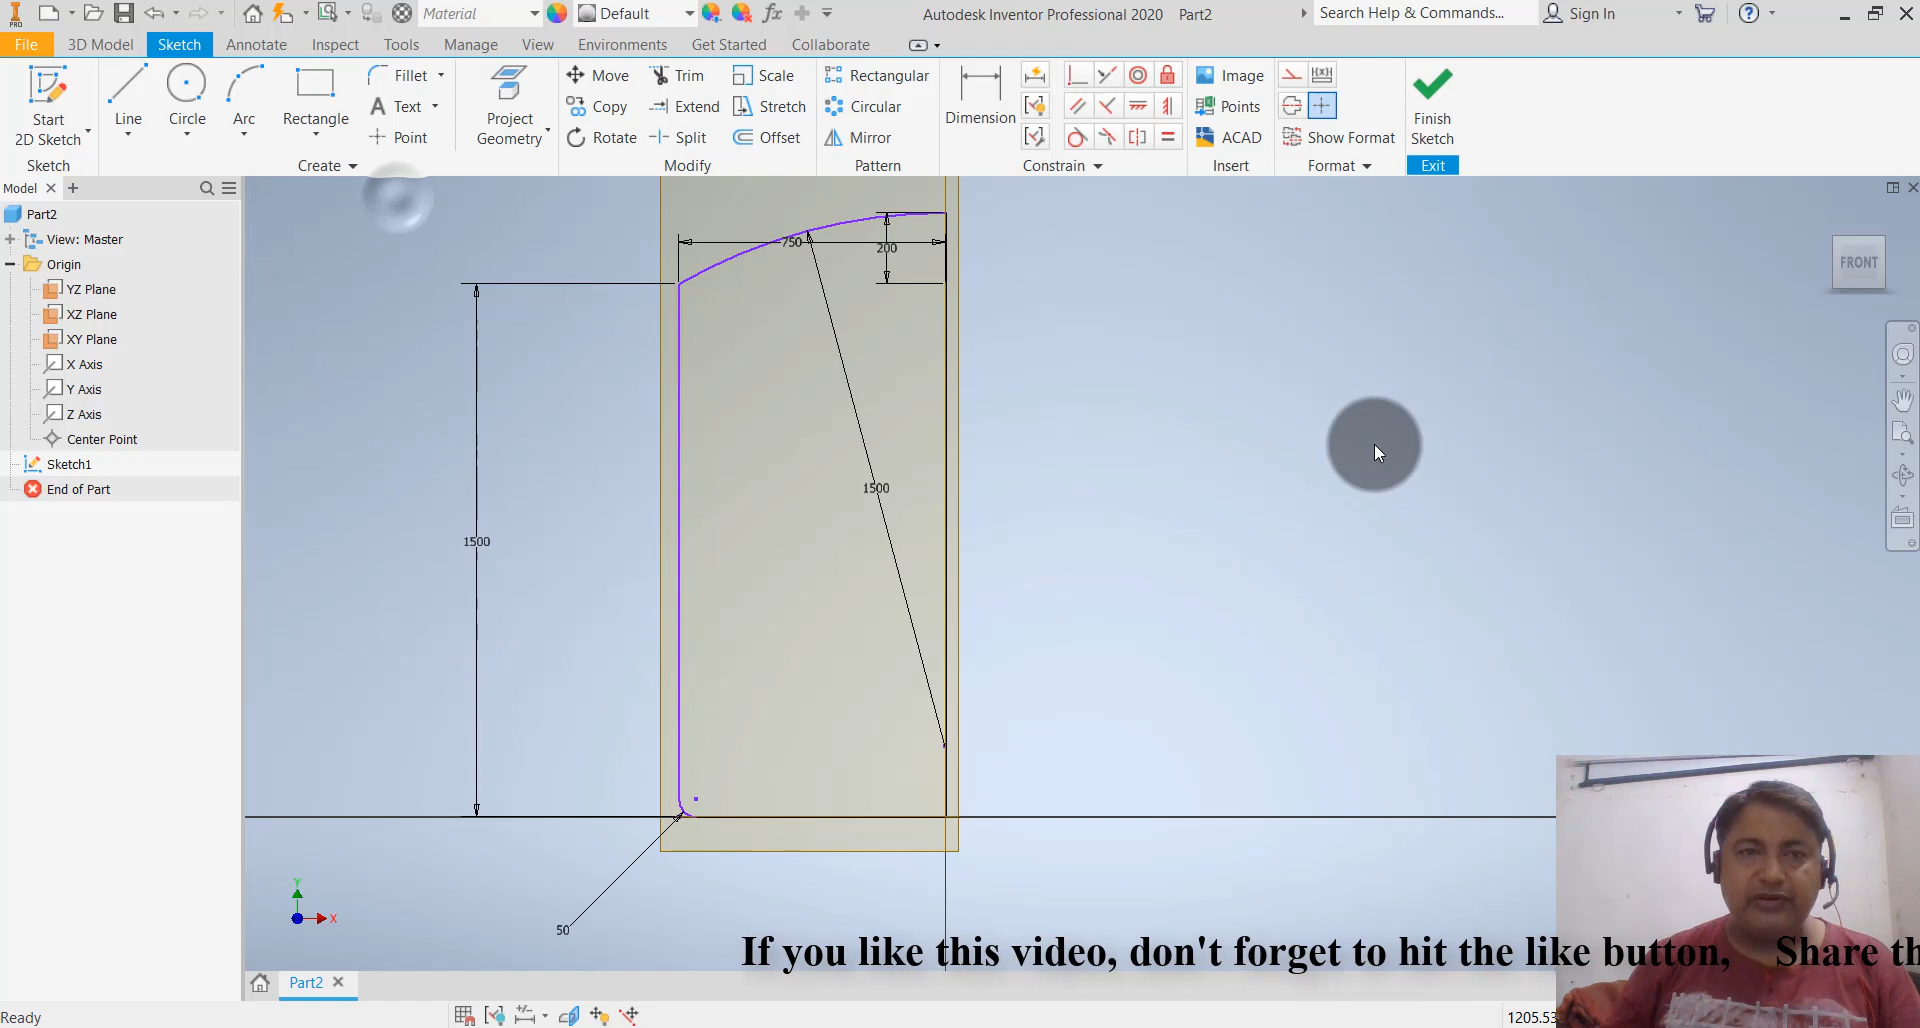 Material
Default
Autodesk Inventor Professional 2020 Part2
Search Help & Commands...
Sign In
PRO
File 3D Model Sketch Annotate Inspect Tools Manage View Environments Get Started Collaborate
Start
2D Sketch
Line
Circle
Arc
Rectangle
Fillet
Text
Point
Project
Geometry
Move
Copy
Rotate
Trim
Extend
Split
Scale
Stretch
Offset
Rectangular
Circular
Mirror
Dimension
Image
Points
ACAD
Show Format
Finish
Sketch
Sketch Create Modify Pattern Constrain Insert Format Exit
Model
Part2
View: Master
Origin
YZ Plane
XZ Plane
XY Plane
X Axis
Y Axis
Z Axis
Center Point
Sketch1
End of Part
FRONT
750
200
1500
1500
50
Y
X
If you like this video, don't forget to hit the like button, Share th
Part2
Ready
1205.53